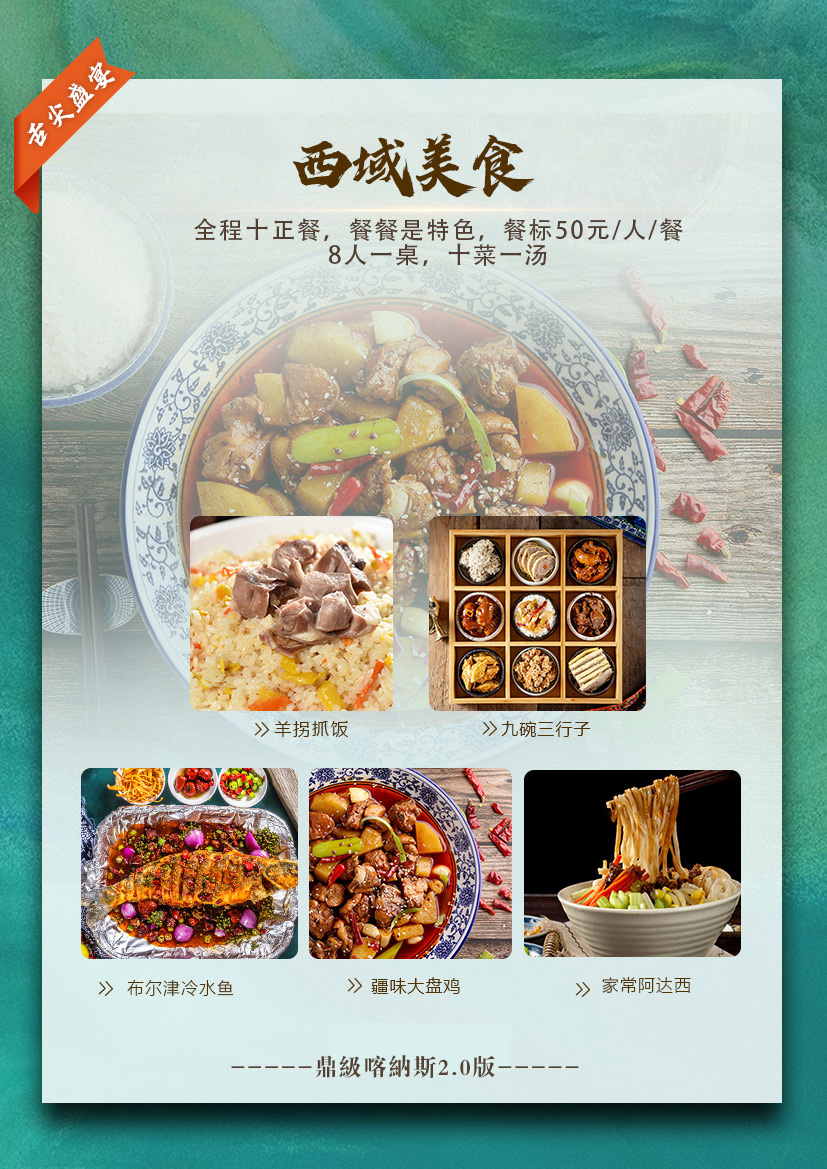 舌尖盛宴
西域美食
全程十正餐，餐餐是特色，餐标50元/人/餐
8人一桌，十菜一汤
>>羊拐抓饭
>>九碗三行子
>> 布尔津冷水鱼
>> 疆味大盘鸡
>> 家常阿达西
-----鼎級喀納斯2.0版-----